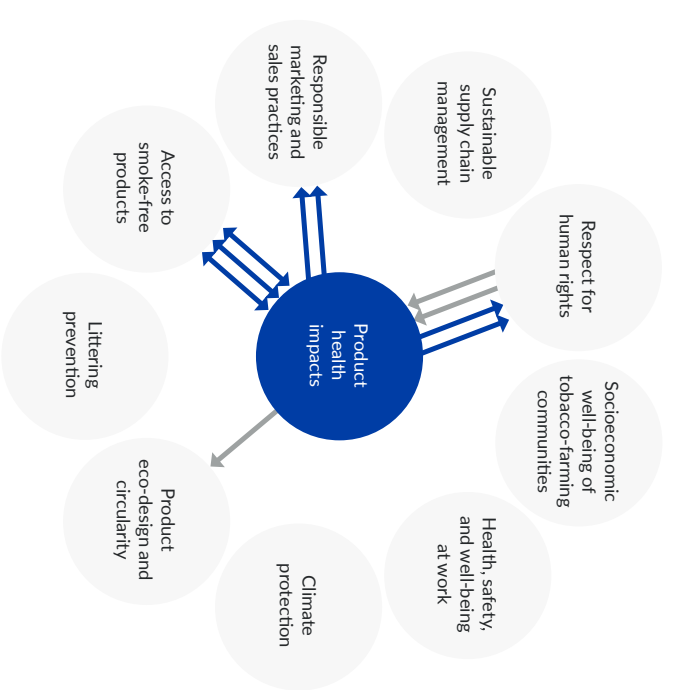 Respect for
human rights
Sustainable
supply chain
management
Socioeconomic
well-being of
tobacco-farming
communities
Responsible
marketing and
sales practices
Product
health
impacts
Health, safety,
and well-being
at work
Access to
smoke-free
products
Climate
protection
Littering
prevention
Product
eco-design and
circularity